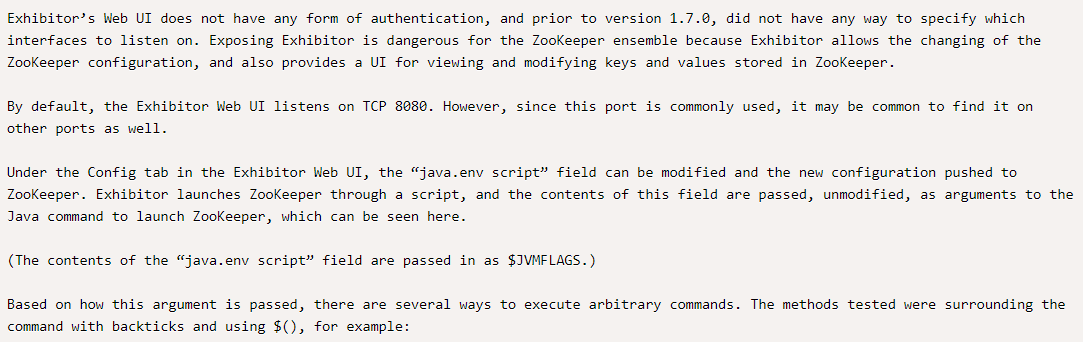 Exhibitor’s Web UI does not have any form of authentication, and prior to version 1.7.0, did not have any way to specify which
interfaces to listen on. Exposing Exhibitor is dangerous for the ZooKeeper ensemble because Exhibitor allows the changing of the
ZooKeeper configuration, and also provides a UI for viewing and modifying keys and values stored in ZooKeeper.
By default, the Exhibitor Web UI listens on TCP 8080. However, since this port is commonly used, it may be common to find it on
other ports as well.
Under the Config tab in the Exhibitor Web UI, the “java.env script” field can be modified and the new configuration pushed to
ZooKeeper. Exhibitor launches ZooKeeper through a script, and the contents of this field are passed, unmodified, as arguments to the
Java command to launch ZooKeeper, which can be seen here.
(The contents of the “java.env script” field are passed in as $JVMFLAGS.)
Based on how this argument is passed, there are several ways to execute arbitrary commands. The methods tested were surrounding the
command with backticks and using $(), for example: